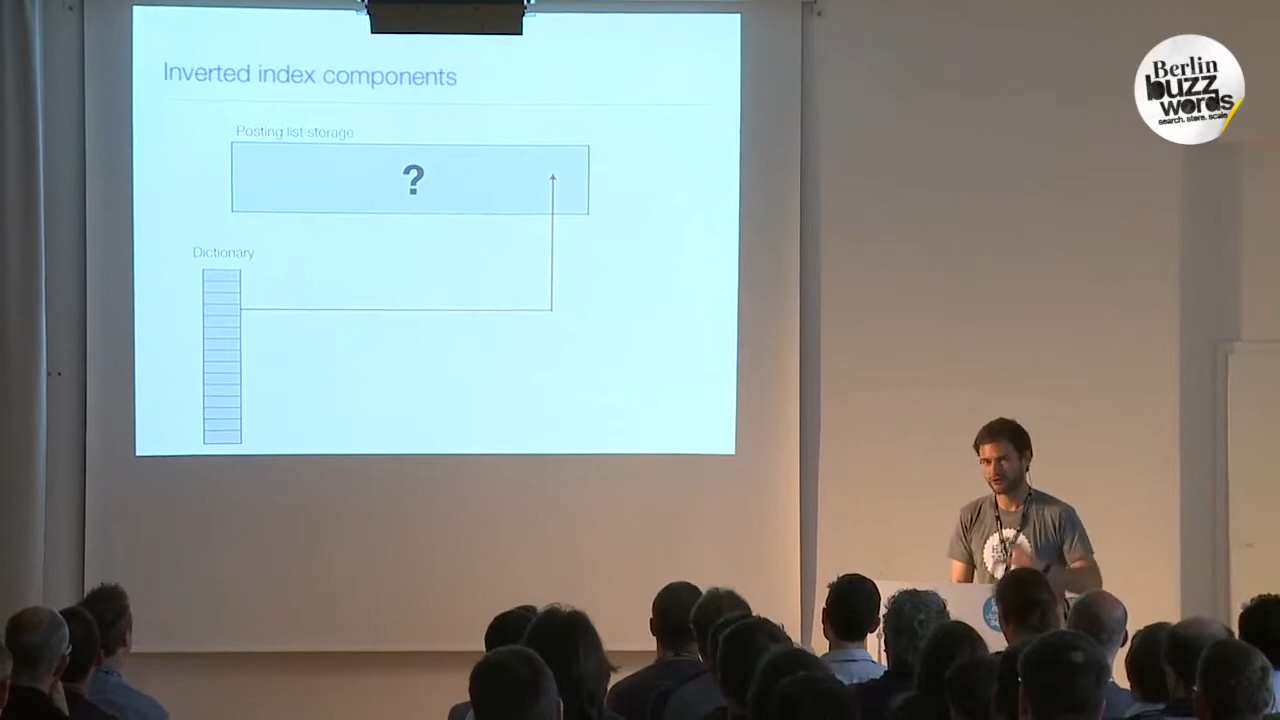 Inverted index components
Posting list storage
?
Dictionary
Berlin
buzz
words
search. store. scale